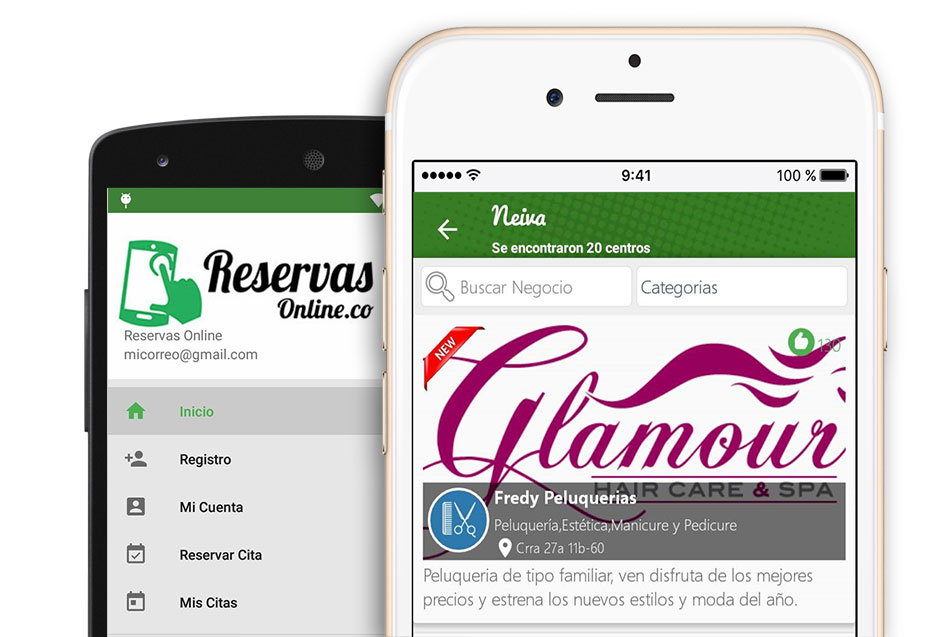 Reservas
Online.co
Reservas Online
micorreo@gmail.com
Inicio
Registro
Mi Cuenta
Reservar Cita
Mis Citas
9:41
100 %
Neiva
Se encontraron 20 centros
Buscar Negocio
Categorias
NEW
130
Glamour
HAIR CARE & SPA
Fredy Peluquerias
Peluquería,Estética,Manicure y Pedicure
Crra 27a 11b-60
Peluqueria de tipo familiar, ven disfruta de los mejores
precios y estrena los nuevos estilos y moda del año.